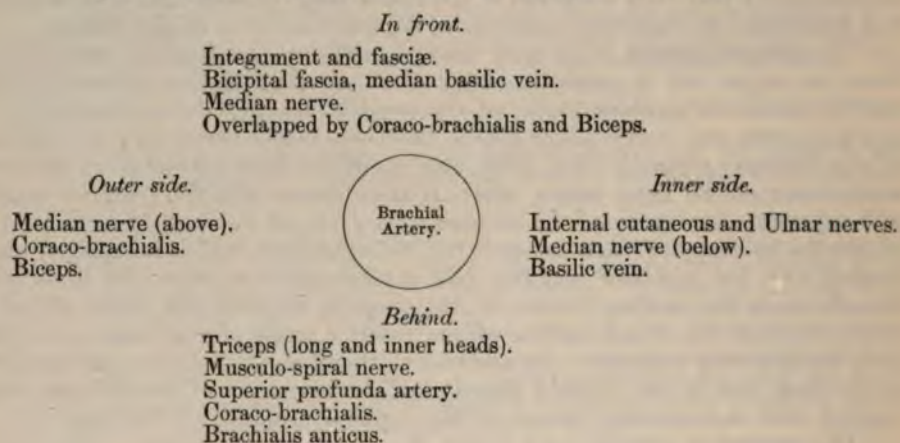 In front.
Integument and fasciæ.
Bicipital fascia, median basilic vein.
Median nerve.
Overlapped by Coraco-brachialis and Biceps.
Outer side.
Median nerve (above).
Coraco-brachialis.
Biceps.
Brachial
Artery.
Inner side.
Internal cutaneous and Ulnar nerves.
Median nerve (below).
Basilic vein.
Behind.
Triceps (long and inner heads).
Musculo-spiral nerve.
Superior profunda artery.
Coraco-brachialis.
Brachialis anticus.